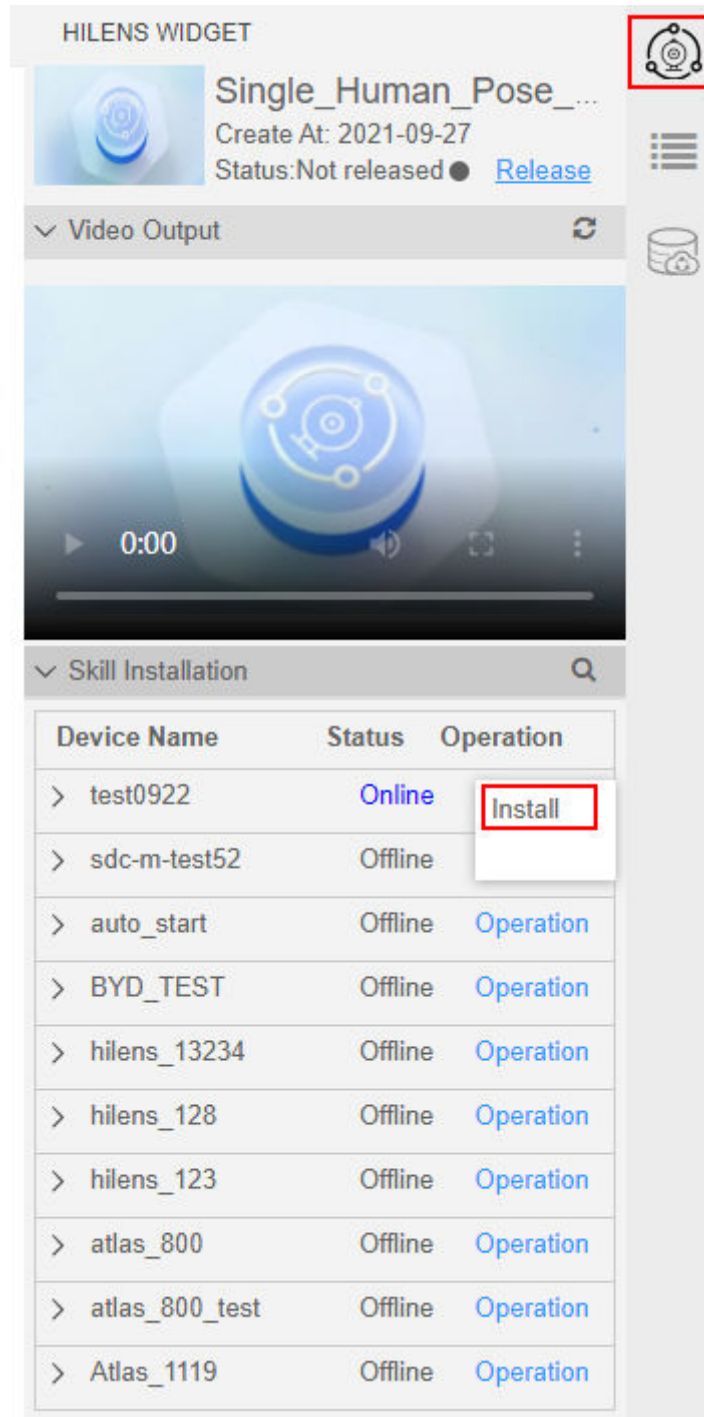 HILENS WIDGET
Single_Human_Pose_...
Create At: 2021-09-27
Status:Not released Release
Video Output
0:00
Skill Installation
Device Name Status Operation
test0922 Online Install
sdc-m-test52 Offline
auto_start Offline Operation
BYD_TEST Offline Operation
hilens_13234 Offline Operation
hilens_128 Offline Operation
hilens_123 Offline Operation
atlas_800 Offline Operation
atlas_800_test Offline Operation
Atlas_1119 Offline Operation